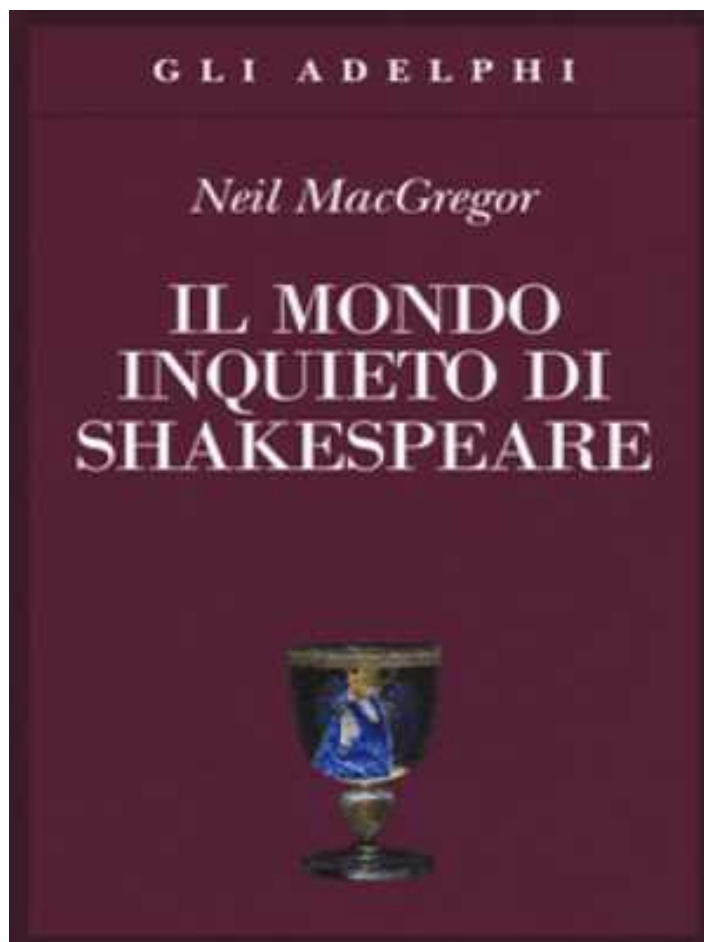 GLI ADELPHI
Neil MacGregor
IL MONDO
INQUIETO DI
SHAKESPEARE